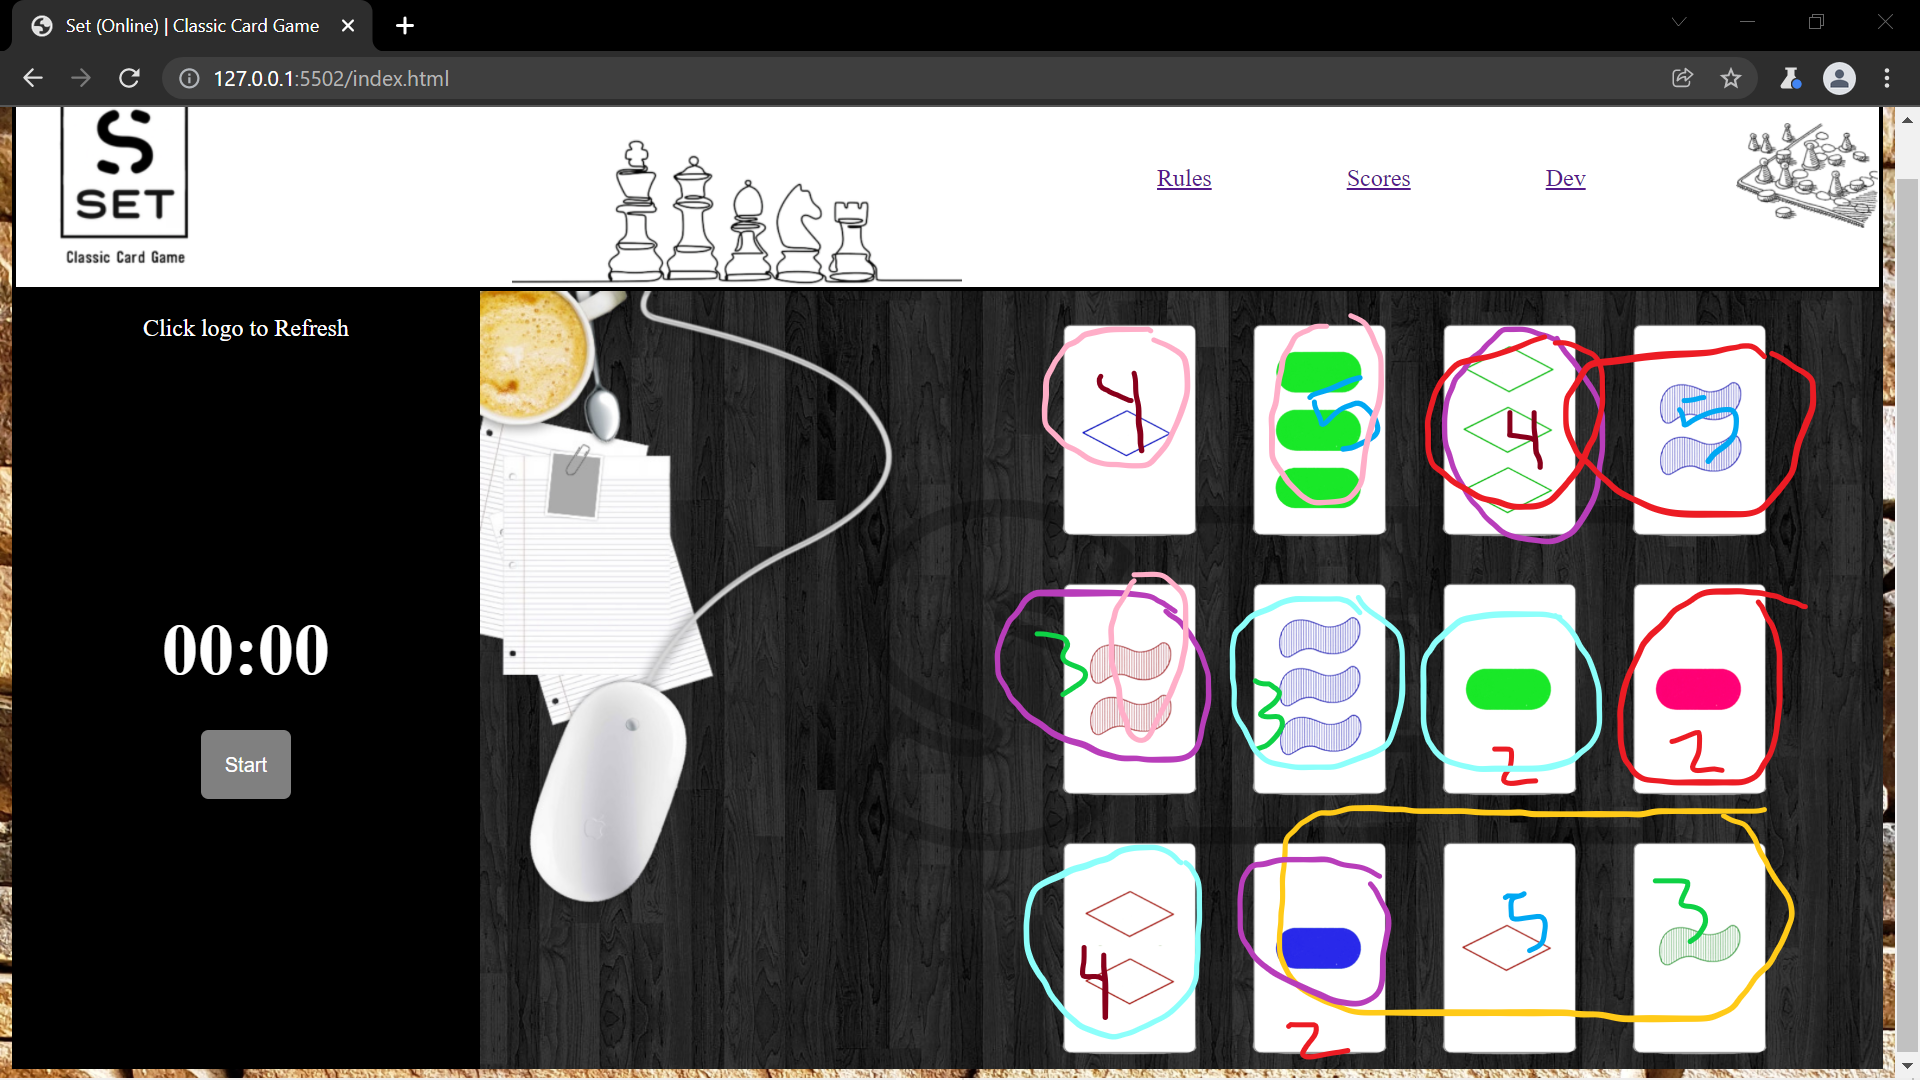 Set (Online) | Classic Card Game
127.0.0.1:5502/index.html
S
SET
Classic Card Game
Rules
Scores
Dev
Click logo to Refresh
00:00
Start
4
5
4
5
3
3
2
2
4
2
5
3